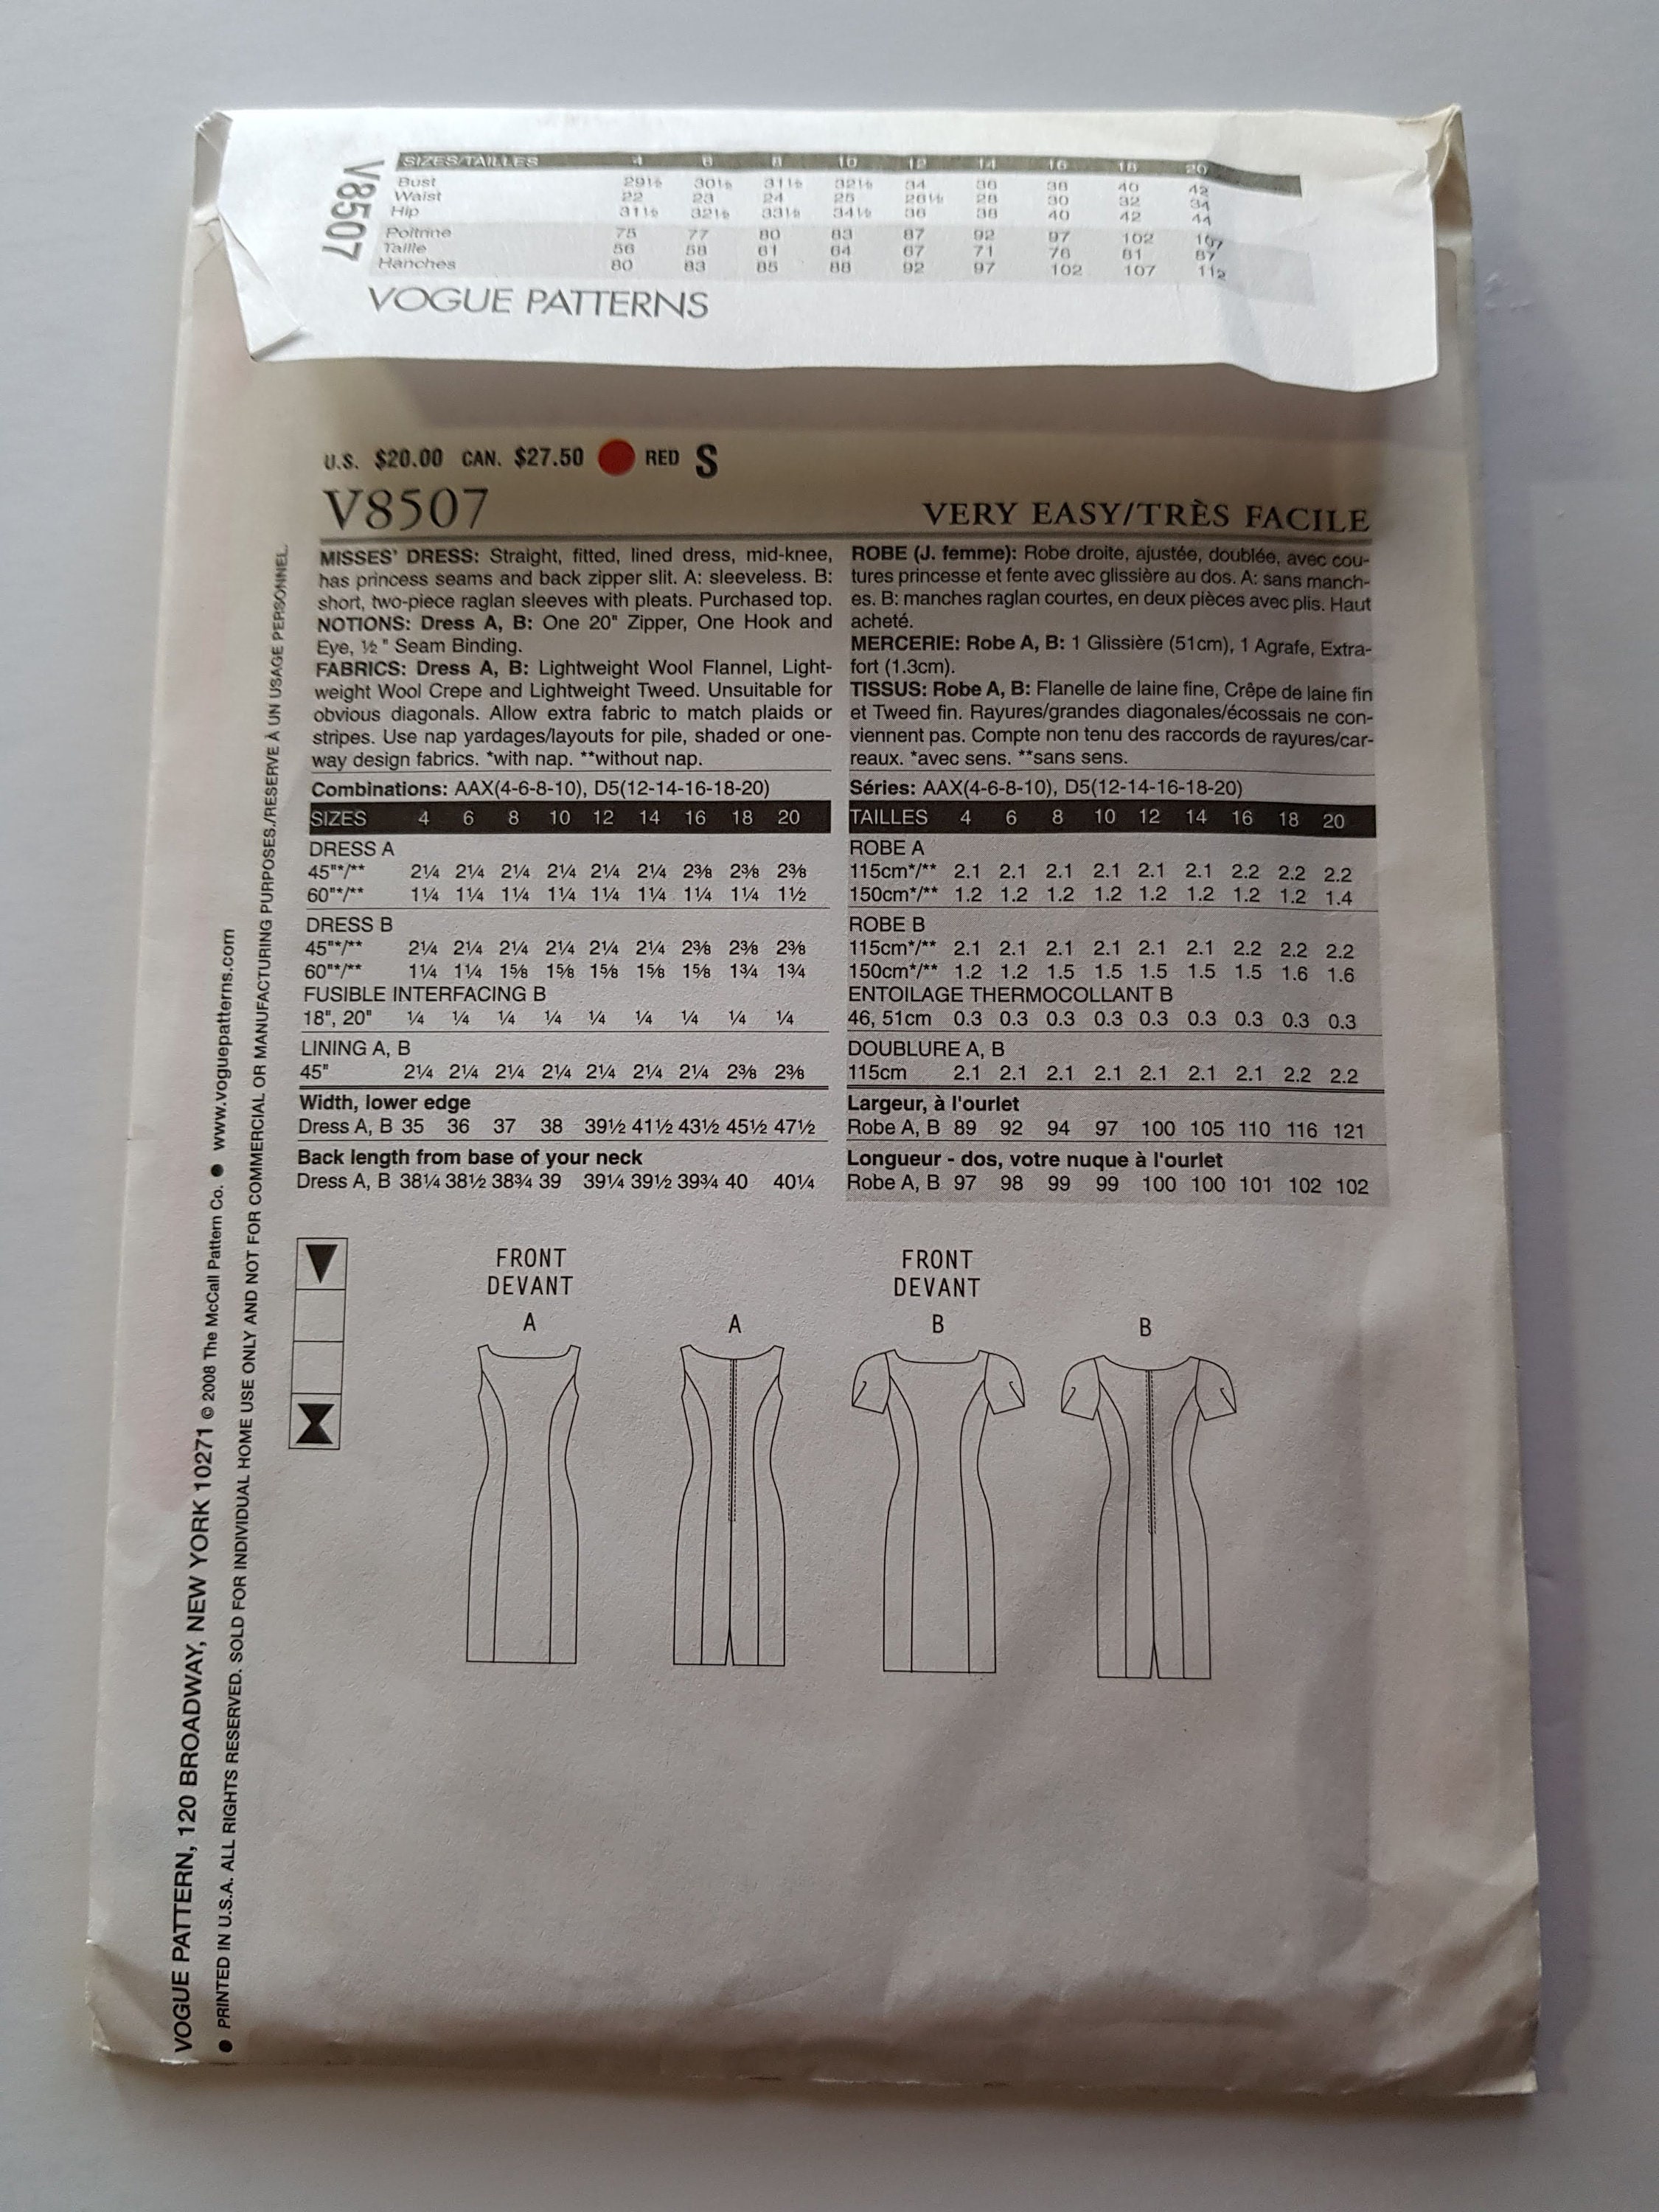 V8507
SIZES/TAILLES 4 6 8 10 12 14 16 18 20
Bust 29½ 30½ 31½ 32½ 34 36 38 40 42
Waist 22 23 24 25 26½ 28 30 32 34
Hip 31½ 32½ 33½ 34½ 36 38 40 42 44
Poitrine 75 77 80 83 87 92 97 102 107
Taille 56 58 61 64 67 71 76 81 87
Hanches 80 83 85 88 92 97 102 107 112
VOGUE PATTERNS
U.S. $20.00 CAN. $27.50 RED S
V8507
VERY EASY/TRÈS FACILE
MISSES' DRESS: Straight, fitted, lined dress, mid-knee,
has princess seams and back zipper slit. A: sleeveless. B:
short, two-piece raglan sleeves with pleats. Purchased top.
NOTIONS: Dress A, B: One 20" Zipper, One Hook and
Eye, ½ " Seam Binding.
FABRICS: Dress A, B: Lightweight Wool Flannel, Light-
weight Wool Crepe and Lightweight Tweed. Unsuitable for
obvious diagonals. Allow extra fabric to match plaids or
stripes. Use nap yardages/layouts for pile, shaded or one-
way design fabrics. *with nap. **without nap.
Combinations: AAX(4-6-8-10), D5(12-14-16-18-20)
SIZES 4 6 8 10 12 14 16 18 20
DRESS A
45"*/** 2¼ 2¼ 2¼ 2¼ 2¼ 2¼ 2⅜ 2⅜ 2⅜
60"*/** 1¼ 1¼ 1¼ 1¼ 1¼ 1¼ 1¼ 1¼ 1½
DRESS B
45"*/** 2¼ 2¼ 2¼ 2¼ 2¼ 2¼ 2⅜ 2⅜ 2⅜
60"*/** 1¼ 1¼ 1⅝ 1⅝ 1⅝ 1⅝ 1⅝ 1¾ 1¾
FUSIBLE INTERFACING B
18", 20" ¼ ¼ ¼ ¼ ¼ ¼ ¼ ¼ ¼
LINING A, B
45" 2¼ 2¼ 2¼ 2¼ 2¼ 2¼ 2¼ 2⅜ 2⅜
Width, lower edge
Dress A, B 35 36 37 38 39½ 41½ 43½ 45½ 47½
Back length from base of your neck
Dress A, B 38¼ 38½ 38¾ 39 39¼ 39½ 39¾ 40 40¼
ROBE (J. femme): Robe droite, ajustée, doublée, avec cou-
tures princesse et fente avec glissière au dos. A: sans manch-
es. B: manches raglan courtes, en deux pièces avec plis. Haut
acheté.
MERCERIE: Robe A, B: 1 Glissière (51cm), 1 Agrafe, Extra-
fort (1.3cm).
TISSUS: Robe A, B: Flanelle de laine fine, Crêpe de laine fin
et Tweed fin. Rayures/grandes diagonales/écossais ne con-
viennent pas. Compte non tenu des raccords de rayures/car-
reaux. *avec sens. **sans sens.
Séries: AAX(4-6-8-10), D5(12-14-16-18-20)
TAILLES 4 6 8 10 12 14 16 18 20
ROBE A
115cm*/** 2.1 2.1 2.1 2.1 2.1 2.1 2.2 2.2 2.2
150cm*/** 1.2 1.2 1.2 1.2 1.2 1.2 1.2 1.2 1.4
ROBE B
115cm*/** 2.1 2.1 2.1 2.1 2.1 2.1 2.2 2.2 2.2
150cm*/** 1.2 1.2 1.5 1.5 1.5 1.5 1.5 1.6 1.6
ENTOILAGE THERMOCOLLANT B
46, 51cm 0.3 0.3 0.3 0.3 0.3 0.3 0.3 0.3 0.3
DOUBLURE A, B
115cm 2.1 2.1 2.1 2.1 2.1 2.1 2.1 2.2 2.2
Largeur, à l'ourlet
Robe A, B 89 92 94 97 100 105 110 116 121
Longueur - dos, votre nuque à l'ourlet
Robe A, B 97 98 99 99 100 100 101 102 102
FRONT
DEVANT
A
A
FRONT
DEVANT
B
B
VOGUE PATTERN, 120 BROADWAY, NEW YORK 10271 © 2008 The McCall Pattern Co. ● www.voguepatterns.com
● PRINTED IN U.S.A. ALL RIGHTS RESERVED. SOLD FOR INDIVIDUAL HOME USE ONLY AND NOT FOR COMMERCIAL OR MANUFACTURING PURPOSES./RESERVE À UN USAGE PERSONNEL.